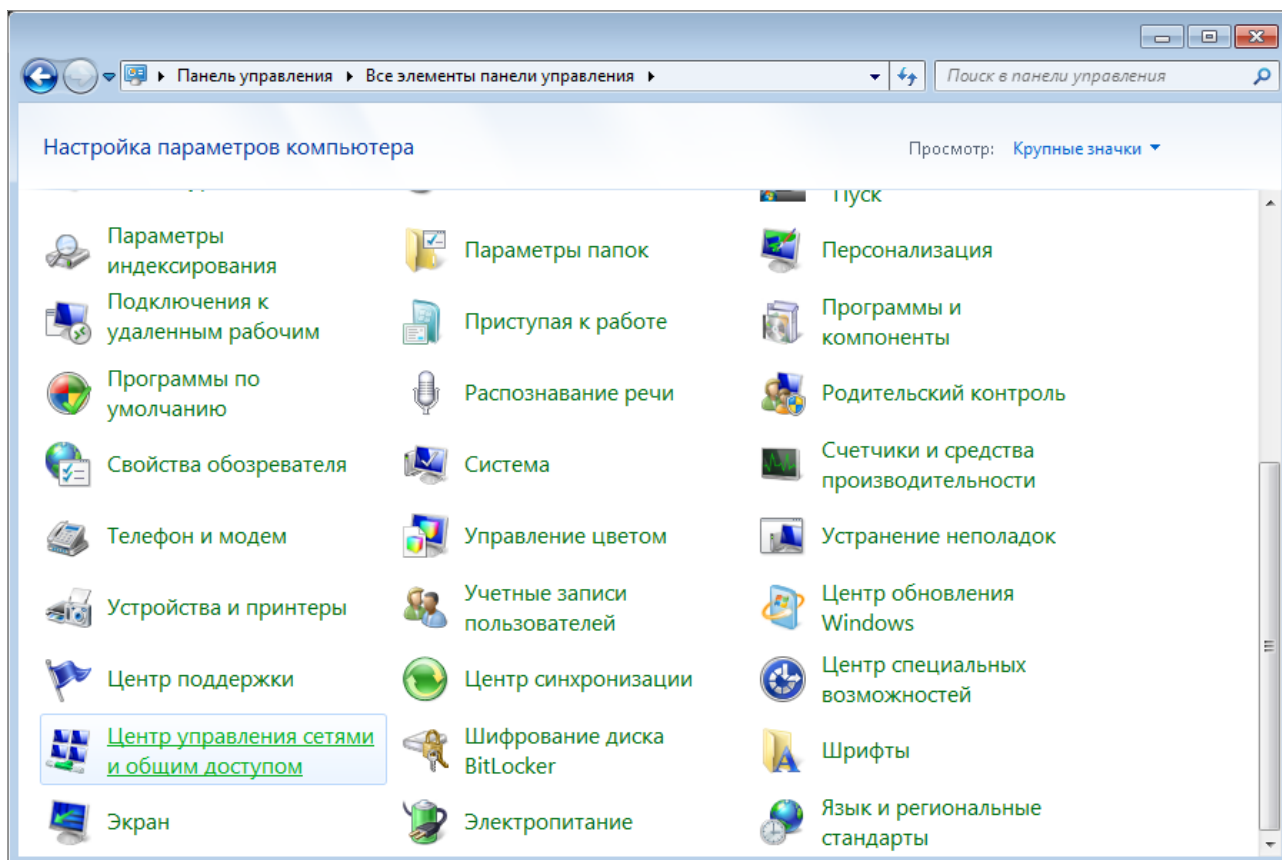 Панель управления ▸ Все элементы панели управления ▸
Поиск в панели управления
Настройка параметров компьютера
Просмотр: Крупные значки
Пуск
Параметры
индексирования
Параметры папок
Персонализация
Подключения к
удаленным рабочим
Приступая к работе
Программы и
компоненты
Программы по
умолчанию
Распознавание речи
Родительский контроль
Свойства обозревателя
Система
Счетчики и средства
производительности
Телефон и модем
Управление цветом
Устранение неполадок
Устройства и принтеры
Учетные записи
пользователей
Центр обновления
Windows
Центр поддержки
Центр синхронизации
Центр специальных
возможностей
Центр управления сетями
и общим доступом
Шифрование диска
BitLocker
Шрифты
Экран
Электропитание
Язык и региональные
стандарты